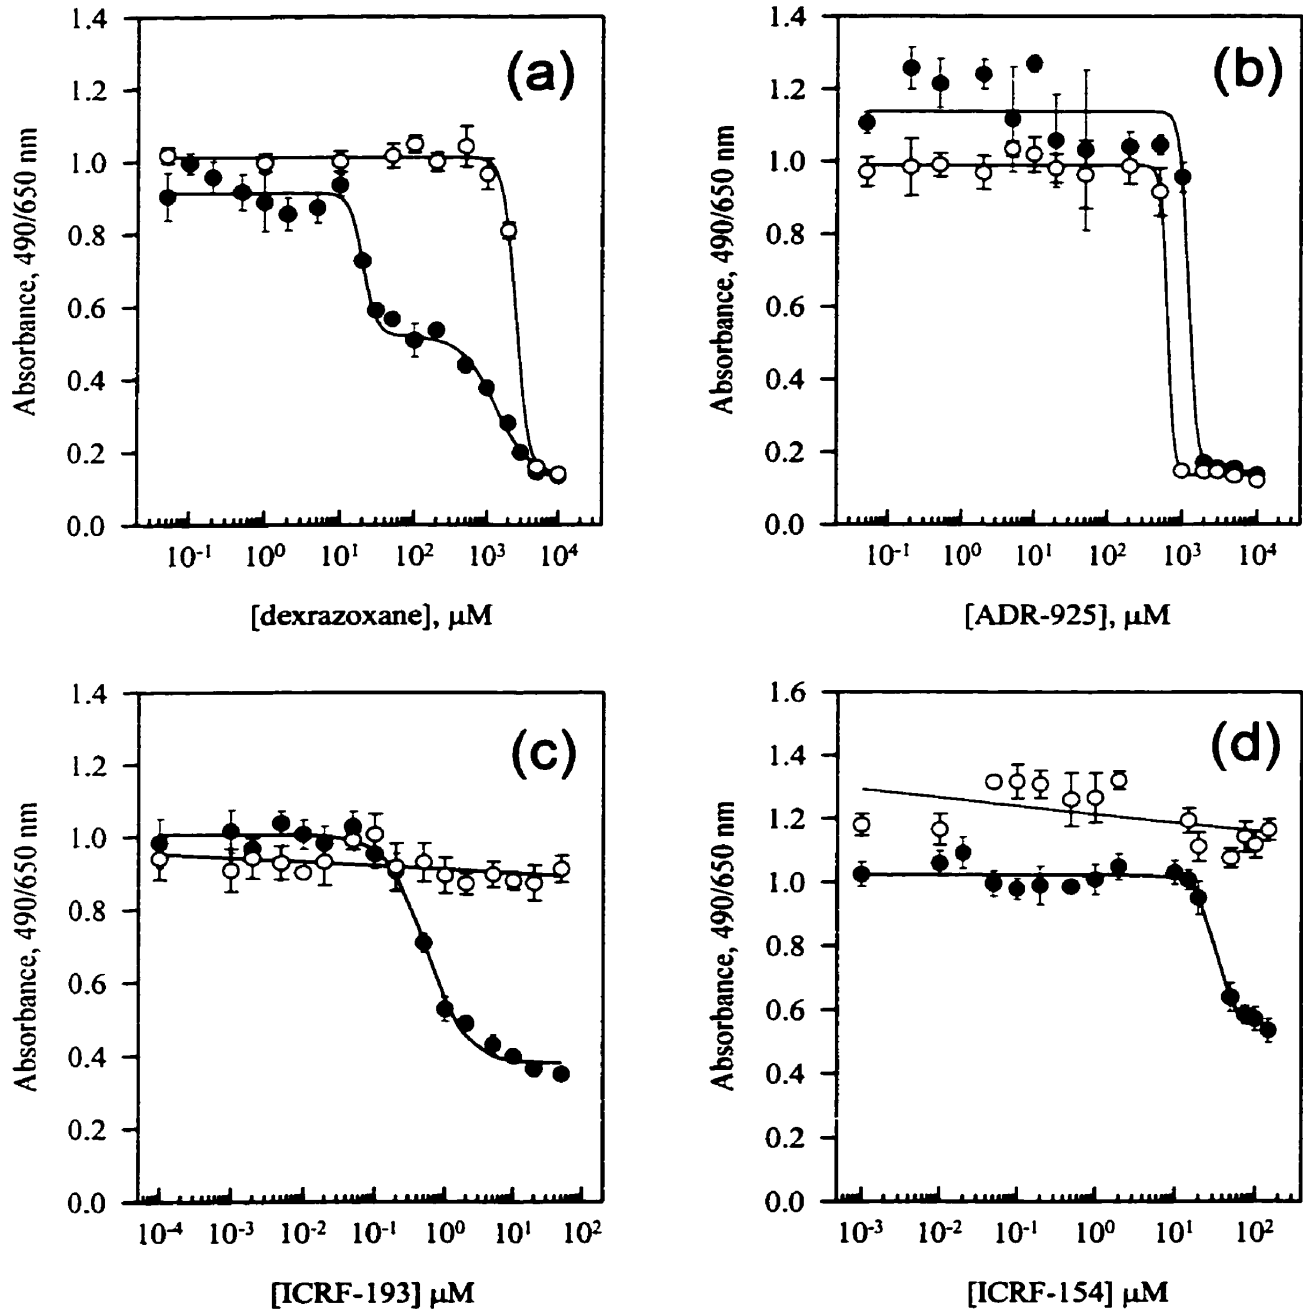 (a)
Absorbance, 490/650 nm
1.4
1.2
1.0
0.8
0.6
0.4
0.2
0.0
10⁻¹ 10⁰ 10¹ 10² 10³ 10⁴
[dexrazoxane], µM
(b)
Absorbance, 490/650 nm
1.4
1.2
1.0
0.8
0.6
0.4
0.2
0.0
10⁻¹ 10⁰ 10¹ 10² 10³ 10⁴
[ADR-925], µM
(c)
Absorbance, 490/650 nm
1.4
1.2
1.0
0.8
0.6
0.4
0.2
0.0
10⁻⁴ 10⁻³ 10⁻² 10⁻¹ 10⁰ 10¹ 10²
[ICRF-193] µM
(d)
Absorbance, 490/650 nm
1.6
1.4
1.2
1.0
0.8
0.6
0.4
0.2
0.0
10⁻³ 10⁻² 10⁻¹ 10⁰ 10¹ 10²
[ICRF-154] µM